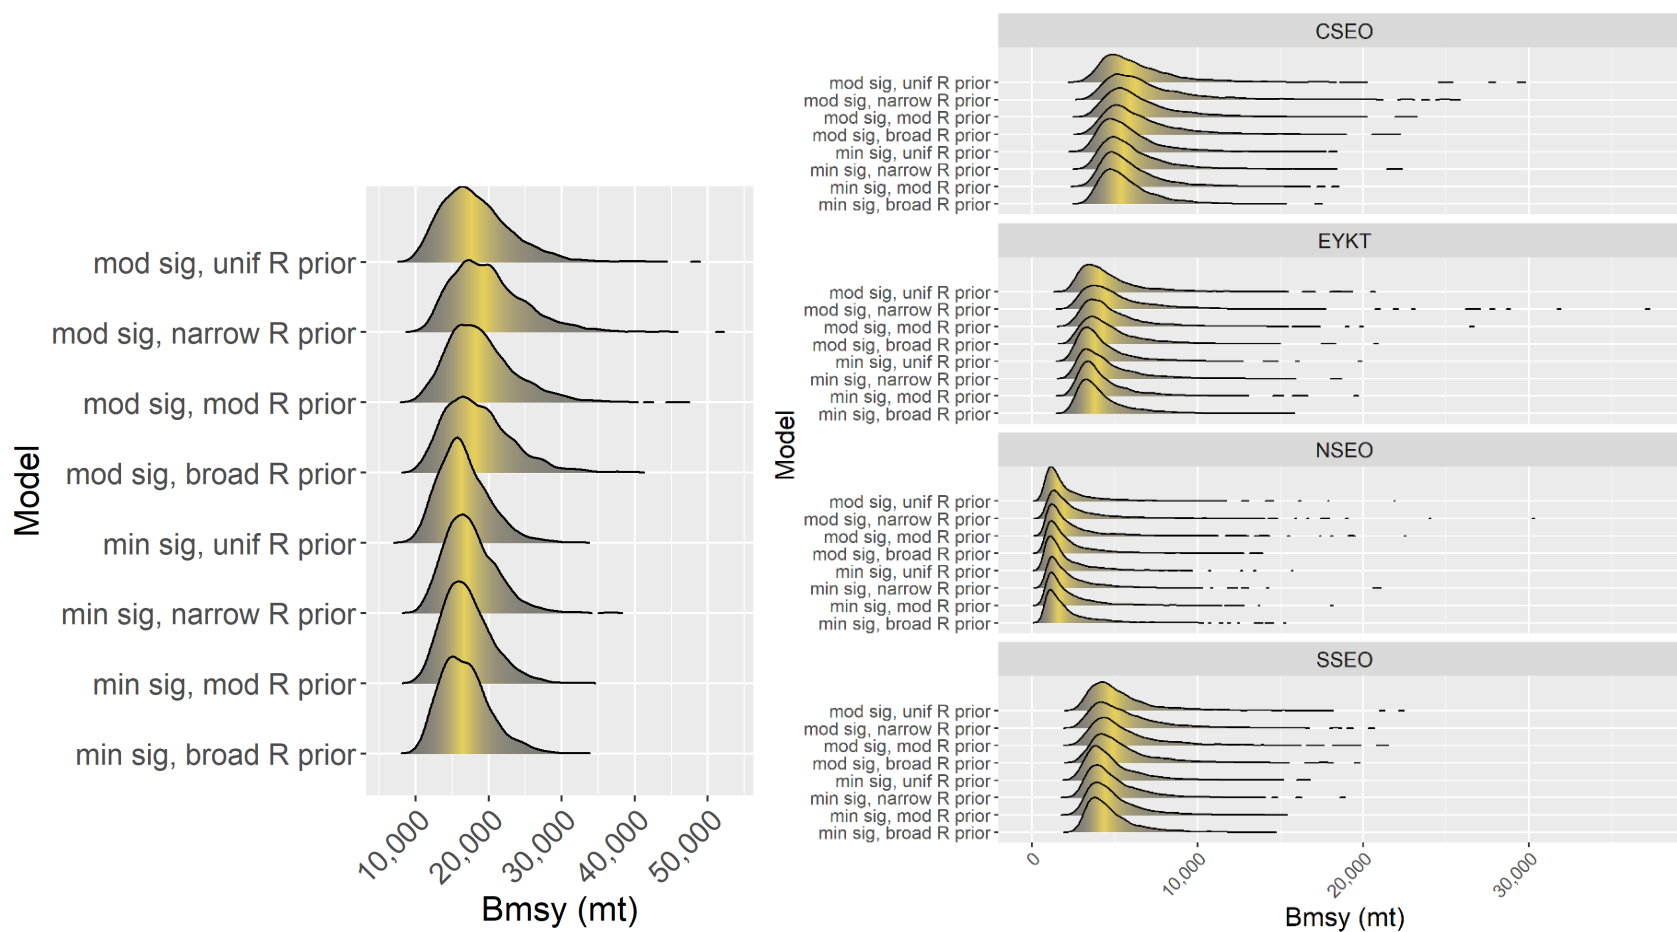 Model
mod sig, unif R prior
mod sig, narrow R prior
mod sig, mod R prior
mod sig, broad R prior
min sig, unif R prior
min sig, narrow R prior
min sig, mod R prior
min sig, broad R prior
10,000
20,000
30,000
40,000
50,000
Bmsy (mt)
Model
CSEO
mod sig, unif R prior
mod sig, narrow R prior
mod sig, mod R prior
mod sig, broad R prior
min sig, unif R prior
min sig, narrow R prior
min sig, mod R prior
min sig, broad R prior
EYKT
mod sig, unif R prior
mod sig, narrow R prior
mod sig, mod R prior
mod sig, broad R prior
min sig, unif R prior
min sig, narrow R prior
min sig, mod R prior
min sig, broad R prior
NSEO
mod sig, unif R prior
mod sig, narrow R prior
mod sig, mod R prior
mod sig, broad R prior
min sig, unif R prior
min sig, narrow R prior
min sig, mod R prior
min sig, broad R prior
SSEO
mod sig, unif R prior
mod sig, narrow R prior
mod sig, mod R prior
mod sig, broad R prior
min sig, unif R prior
min sig, narrow R prior
min sig, mod R prior
min sig, broad R prior
0
10,000
20,000
30,000
Bmsy (mt)